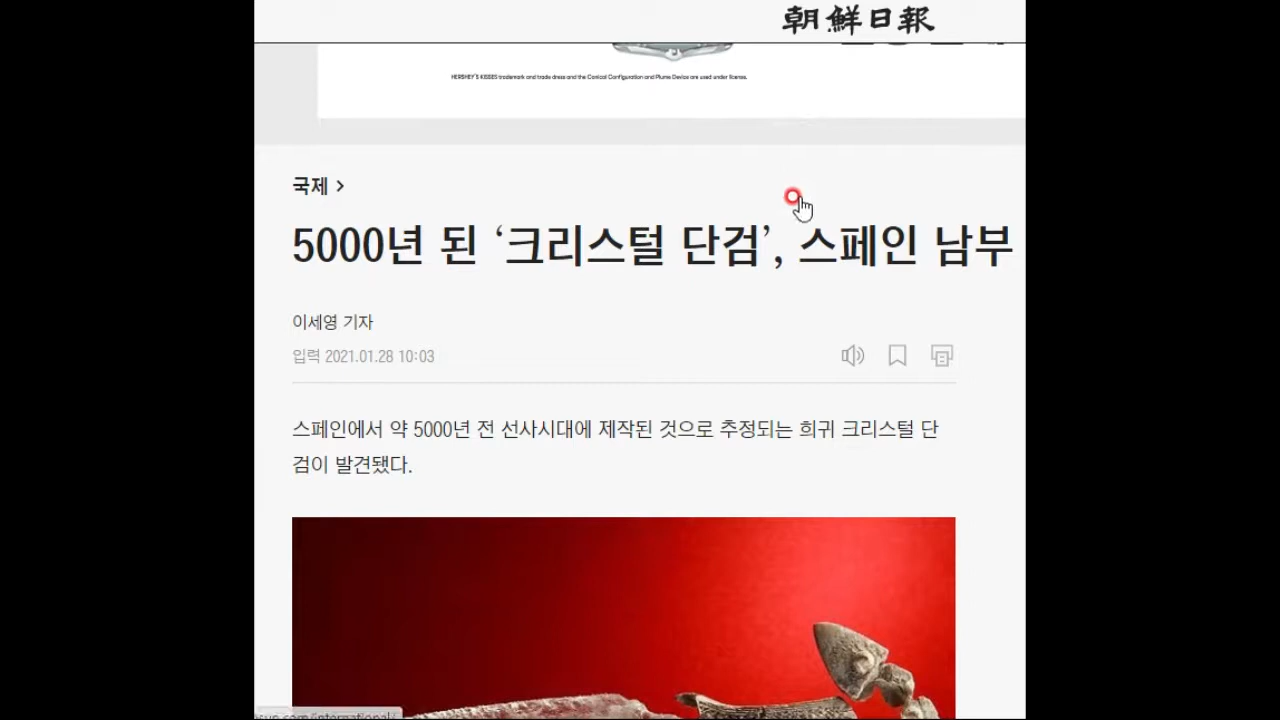 朝鮮日報
HERSHEY'S KISSES trademark and trade dress and the Conical Configuration and Plume Device are used under license.
국제 >
5000년 된 ‘크리스털 단검’, 스페인 남부
이세영 기자
입력 2021.01.28 10:03
스페인에서 약 5000년 전 선사시대에 제작된 것으로 추정되는 희귀 크리스털 단
검이 발견됐다.